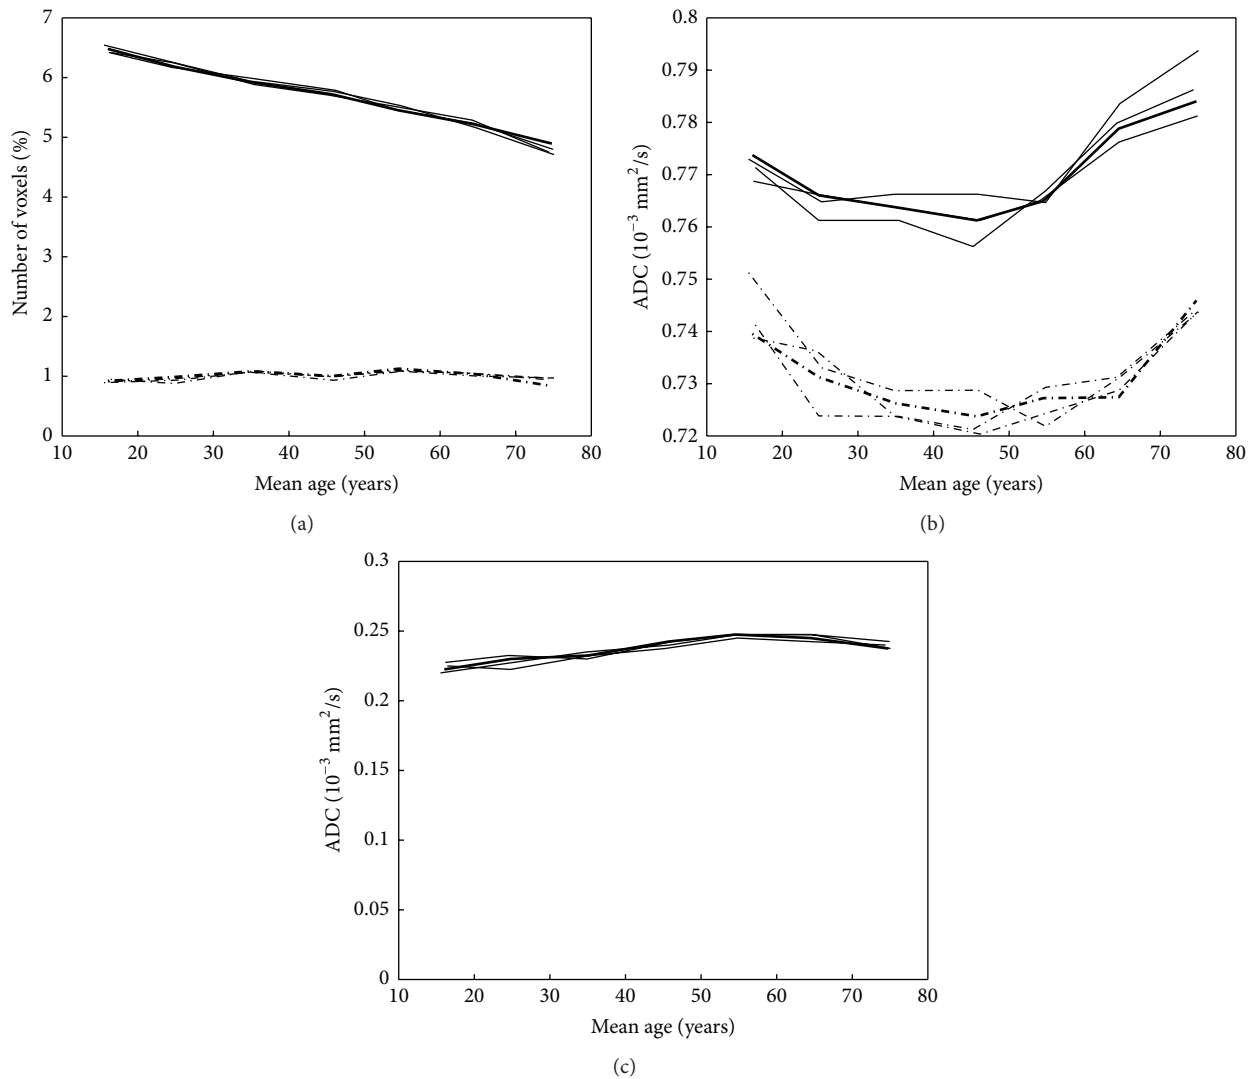 7
6
5
4
3
2
1
0
Number of voxels (%)
10 20 30 40 50 60 70 80
Mean age (years)
(a)
0.8
0.79
0.78
0.77
0.76
0.75
0.74
0.73
0.72
ADC (10⁻³ mm²/s)
10 20 30 40 50 60 70 80
Mean age (years)
(b)
0.3
0.25
0.2
0.15
0.1
0.05
0
ADC (10⁻³ mm²/s)
10 20 30 40 50 60 70 80
Mean age (years)
(c)